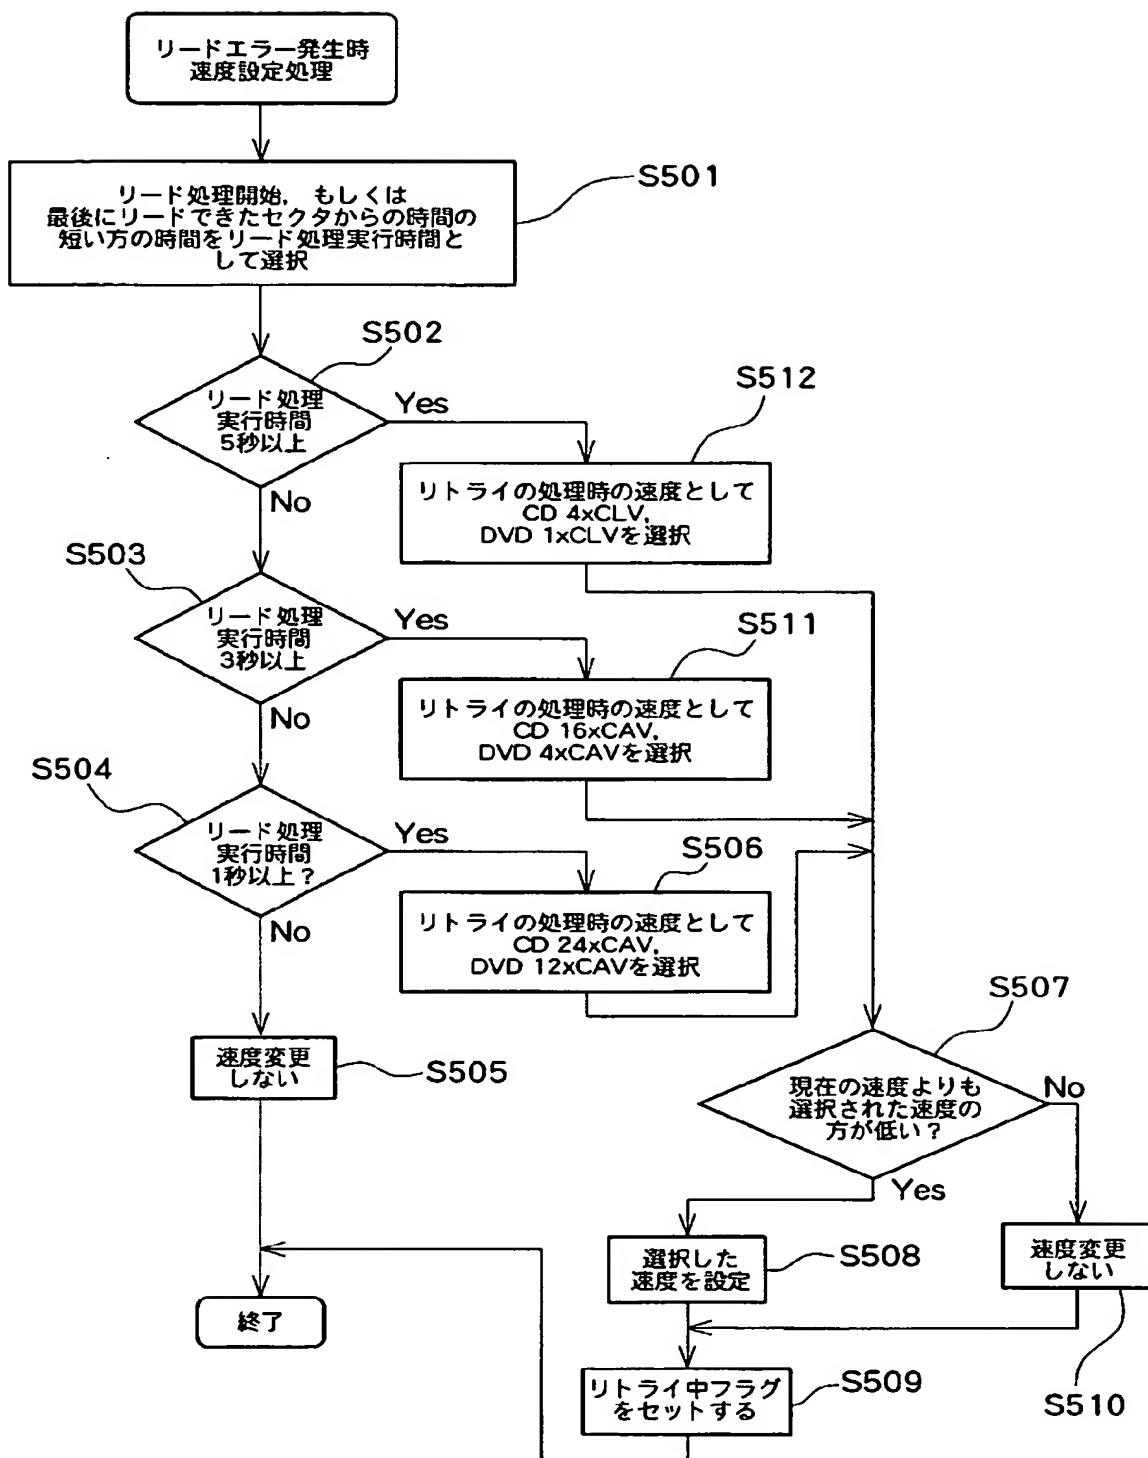 リードエラー発生時
速度設定処理
S501
リード処理開始, もしくは
最後にリードできたセクタからの時間の
短い方の時間をリード処理実行時間と
して選択
S502
リード処理
実行時間
5秒以上
Yes
No
S512
リトライの処理時の速度として
CD 4xCLV,
DVD 1xCLVを選択
S503
リード処理
実行時間
3秒以上
Yes
No
S511
リトライの処理時の速度として
CD 16xCAV,
DVD 4xCAVを選択
S504
リード処理
実行時間
1秒以上?
Yes
No
S506
リトライの処理時の速度として
CD 24xCAV,
DVD 12xCAVを選択
速度変更
しない
S505
S507
現在の速度よりも
選択された速度の
方が低い?
No
Yes
選択した
速度を設定
S508
速度変更
しない
S510
終了
リトライ中フラグ
をセットする
S509